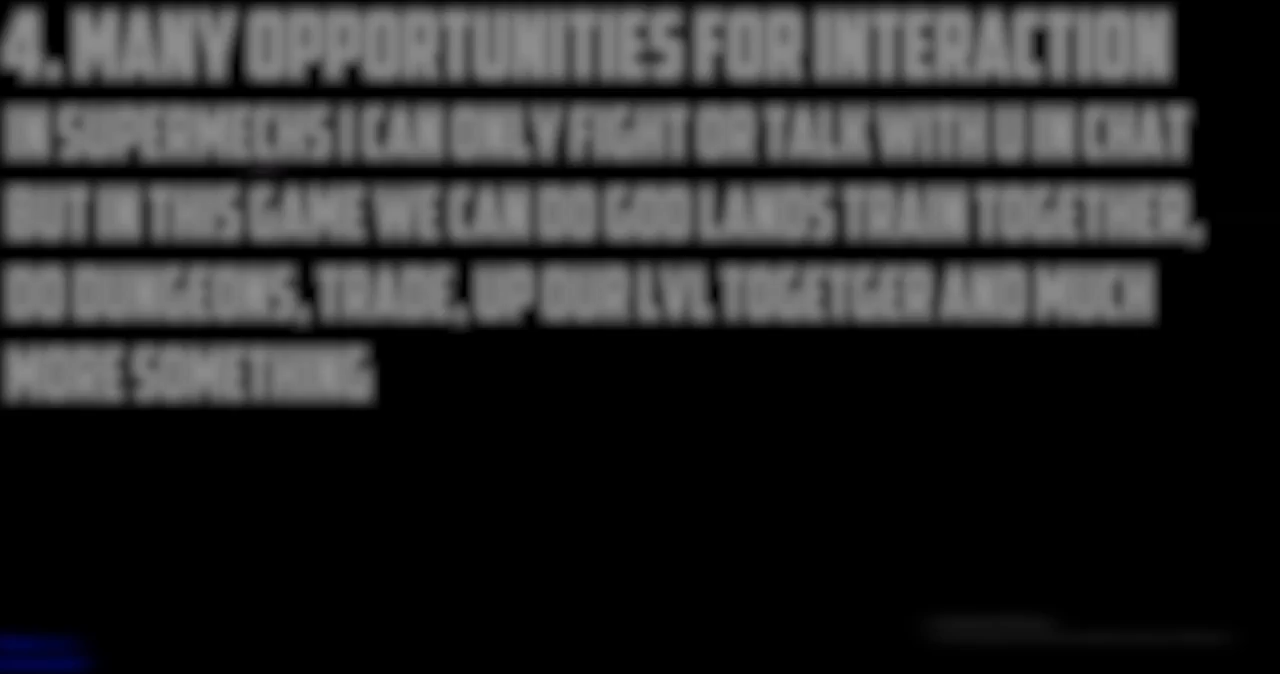 4. MANY OPPORTUNITIES FOR INTERACTION
IN SUPERMECHS I CAN ONLY FIGHT OR TALK WITH U IN CHAT
BUT IN THIS GAME WE CAN DO GOD LANDS TRAIN TOGETHER,
DO DUNGEONS, TRADE, UP OUR LVL TOGETGER AND MUCH
MORE SOMETHING